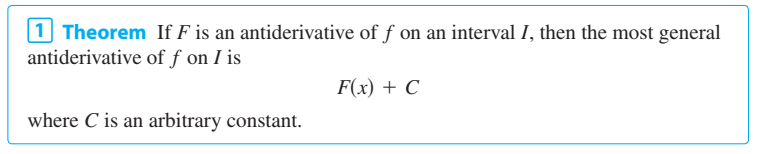 1 Theorem If F is an antiderivative of f on an interval I, then the most general
antiderivative of f on I is
F(x) + C
where C is an arbitrary constant.